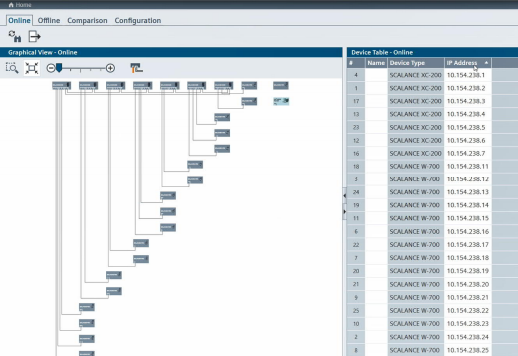 Home
Online Offline Comparison Configuration
Graphical View - Online
Device Table - Online
# Name Device Type IP Address
4 SCALANCE XC-200 10.154.238.1
1 SCALANCE XC-200 10.154.238.2
17 SCALANCE XC-200 10.154.238.3
13 SCALANCE XC-200 10.154.238.4
23 SCALANCE XC-200 10.154.238.5
12 SCALANCE XC-200 10.154.238.6
16 SCALANCE XC-200 10.154.238.7
18 SCALANCE W-700 10.154.238.11
3 SCALANCE W-700 10.154.238.12
24 SCALANCE W-700 10.154.238.13
19 SCALANCE W-700 10.154.238.14
11 SCALANCE W-700 10.154.238.15
6 SCALANCE W-700 10.154.238.16
22 SCALANCE W-700 10.154.238.17
7 SCALANCE W-700 10.154.238.18
20 SCALANCE W-700 10.154.238.19
21 SCALANCE W-700 10.154.238.20
9 SCALANCE W-700 10.154.238.21
25 SCALANCE W-700 10.154.238.22
10 SCALANCE W-700 10.154.238.23
2 SCALANCE W-700 10.154.238.24
8 SCALANCE W-700 10.154.238.25